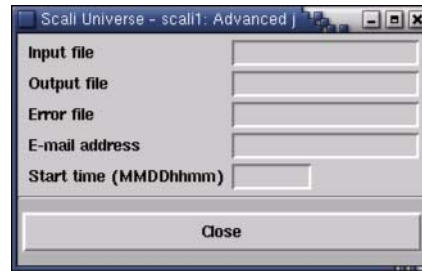 Scali Universe - scali1: Advanced j
Input file
Output file
Error file
E-mail address
Start time (MMDDhhmm)
Close